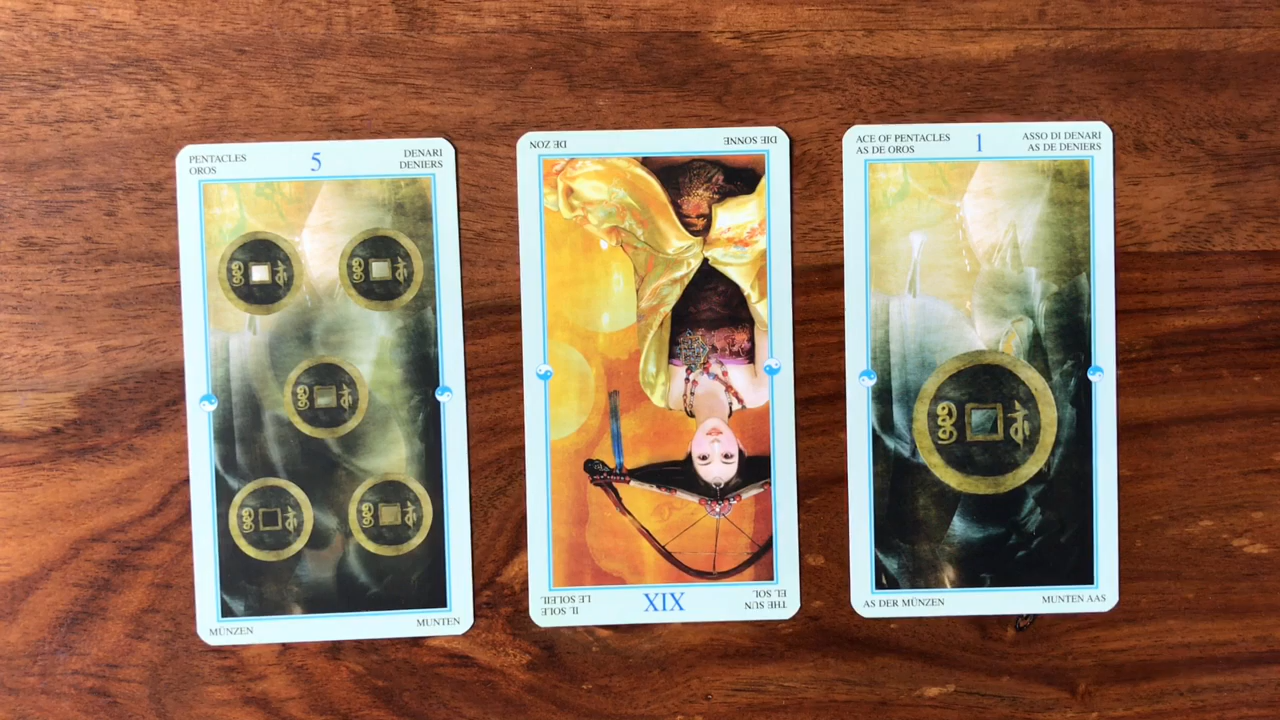 PENTACLES
OROS
5
DENARI
DENIERS
MÜNZEN
MUNTEN
THE SUN
EL SOL
XIX
IL SOLE
LE SOLEIL
DIE SONNE
DE ZON
ACE OF PENTACLES
AS DE OROS
1
ASSO DI DENARI
AS DE DENIERS
AS DER MÜNZEN
MUNTEN AAS